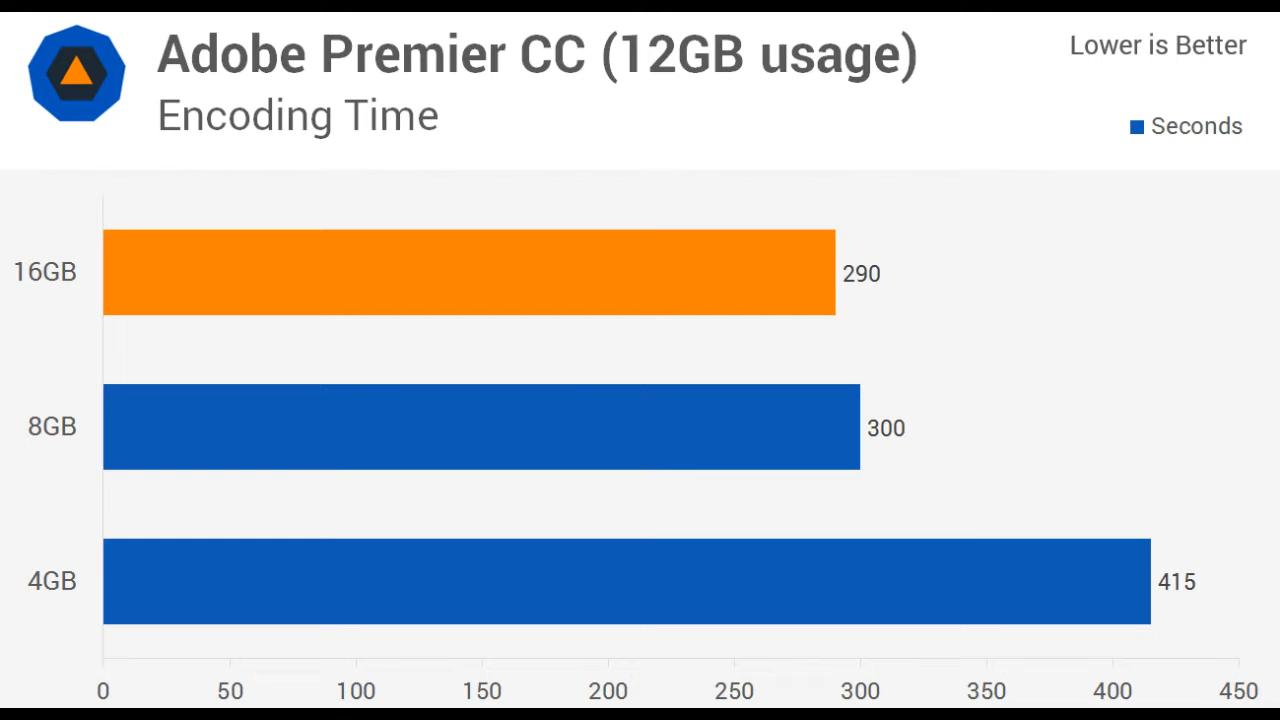 Adobe Premier CC (12GB usage)
Lower is Better
Encoding Time
Seconds
16GB
290
8GB
300
4GB
415
0 50 100 150 200 250 300 350 400 450